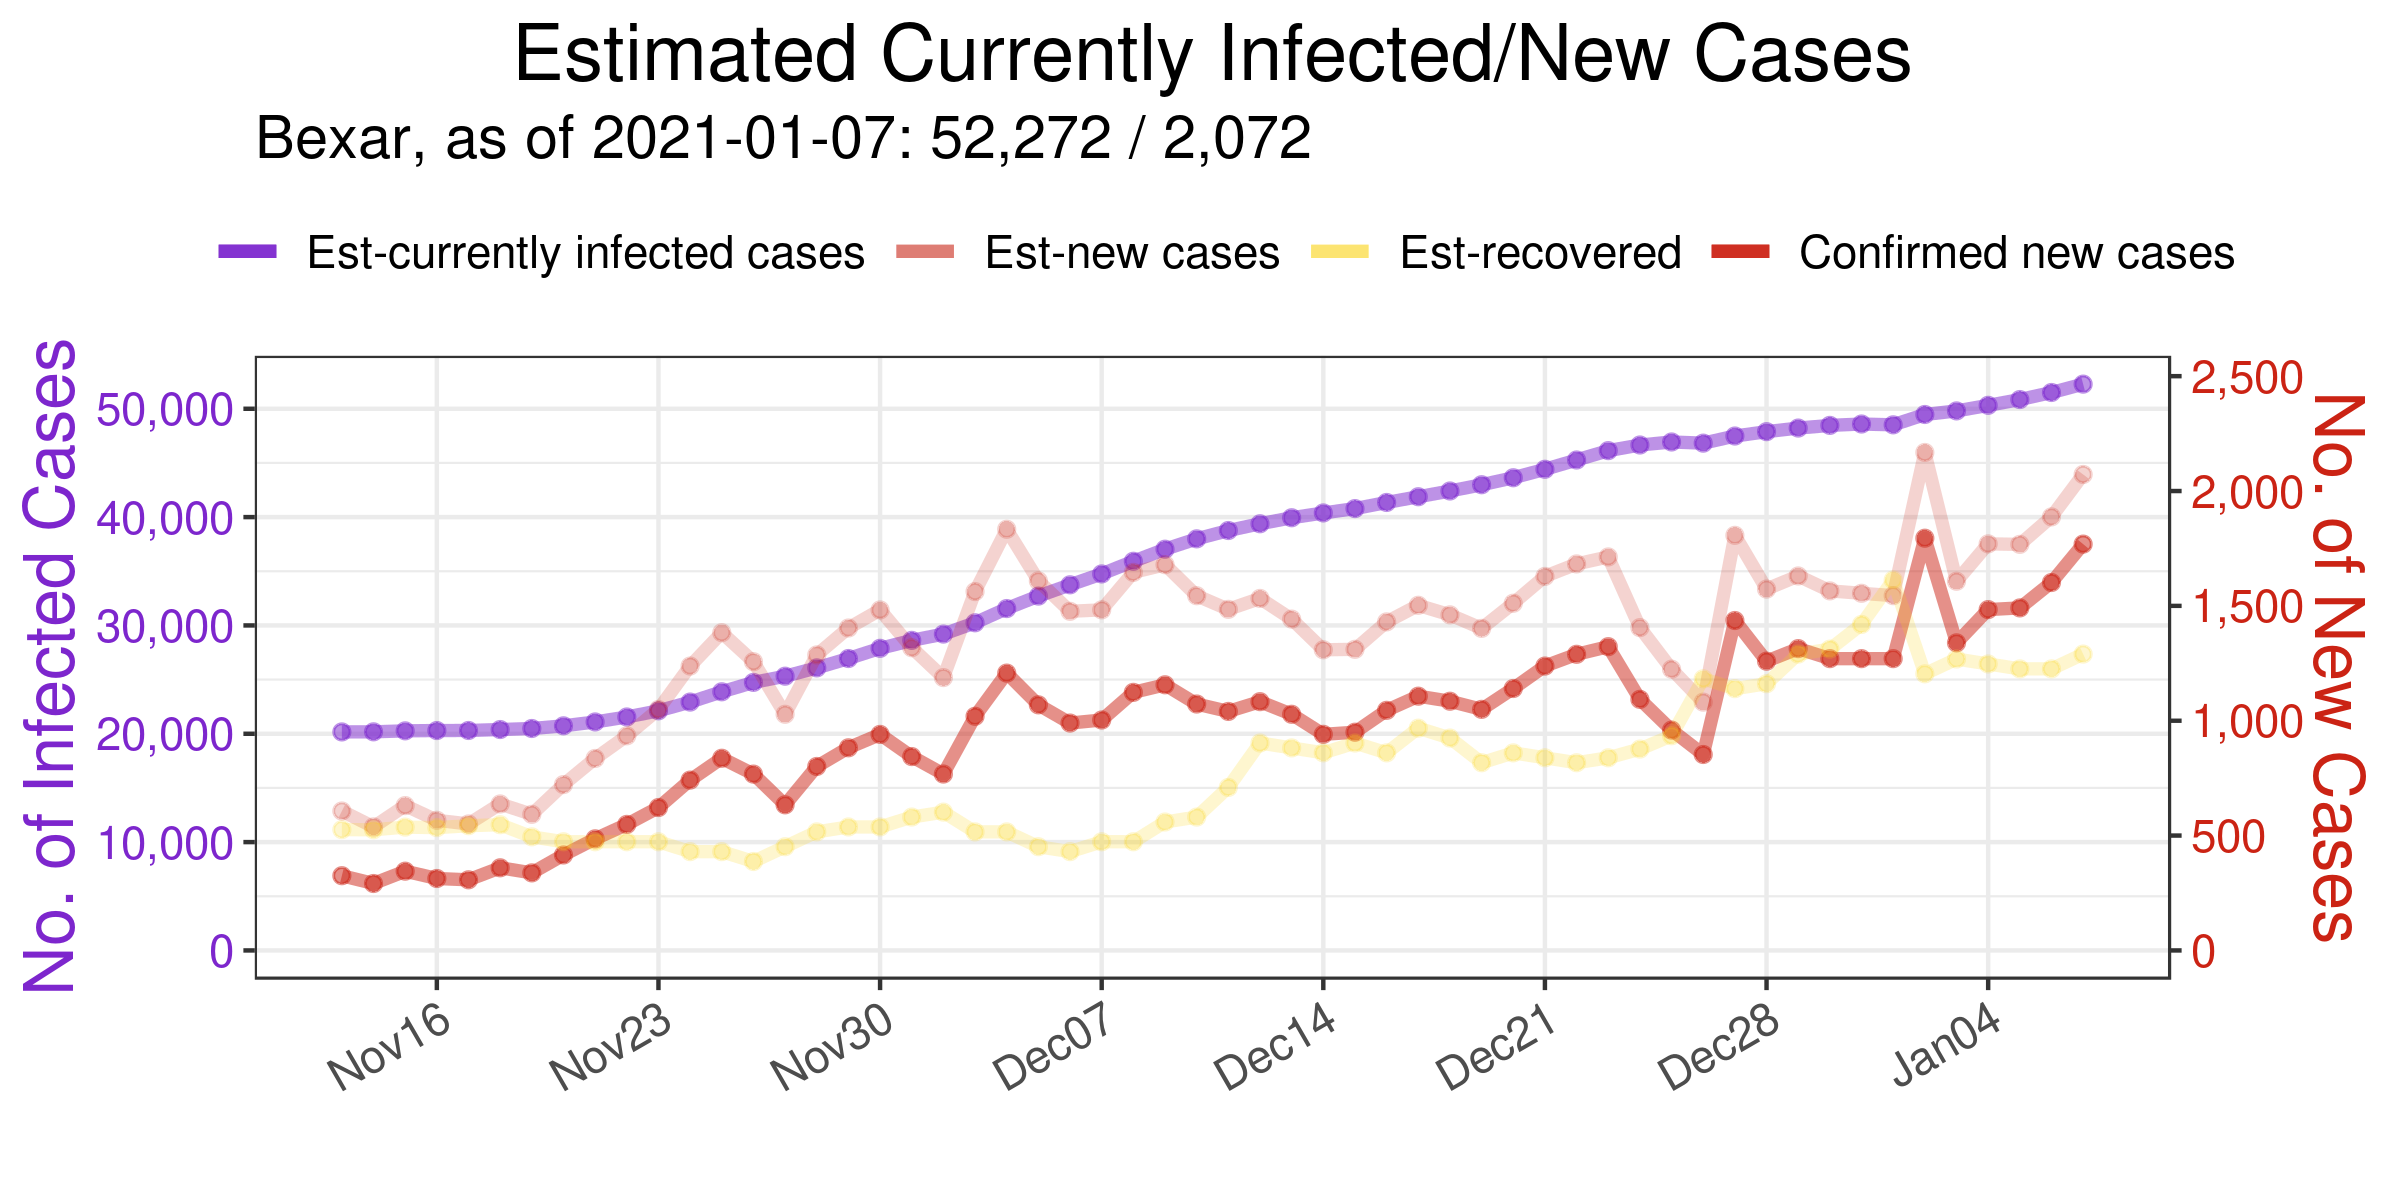 Estimated Currently Infected/New Cases
Bexar, as of 2021-01-07: 52,272 / 2,072
Est-currently infected cases Est-new cases Est-recovered Confirmed new cases
No. of Infected Cases
50,000
40,000
30,000
20,000
10,000
0
2,500
2,000
1,500
1,000
500
0
No. of New Cases
Nov16 Nov23 Nov30 Dec07 Dec14 Dec21 Dec28 Jan04